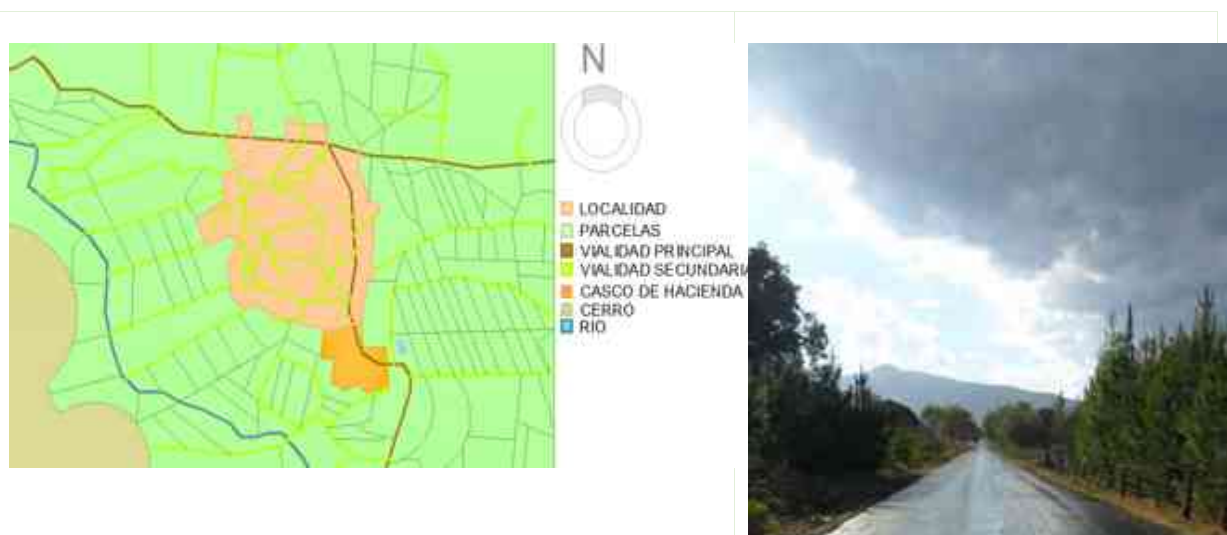 N
LOCALIDAD
PARCELAS
VIALIDAD PRINCIPAL
VIALIDAD SECUNDARIA
CASCO DE HACIENDA
CERRO
RIO